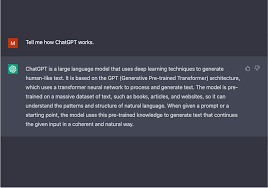 M
Tell me how ChatGPT works.
ChatGPT is a large language model that uses deep learning techniques to generate
human-like text. It is based on the GPT (Generative Pre-trained Transformer) architecture,
which uses a transformer neural network to process and generate text. The model is pre-
trained on a massive dataset of text, such as books, articles, and websites, so it can
understand the patterns and structure of natural language. When given a prompt or a
starting point, the model uses this pre-trained knowledge to generate text that continues
the given input in a coherent and natural way.